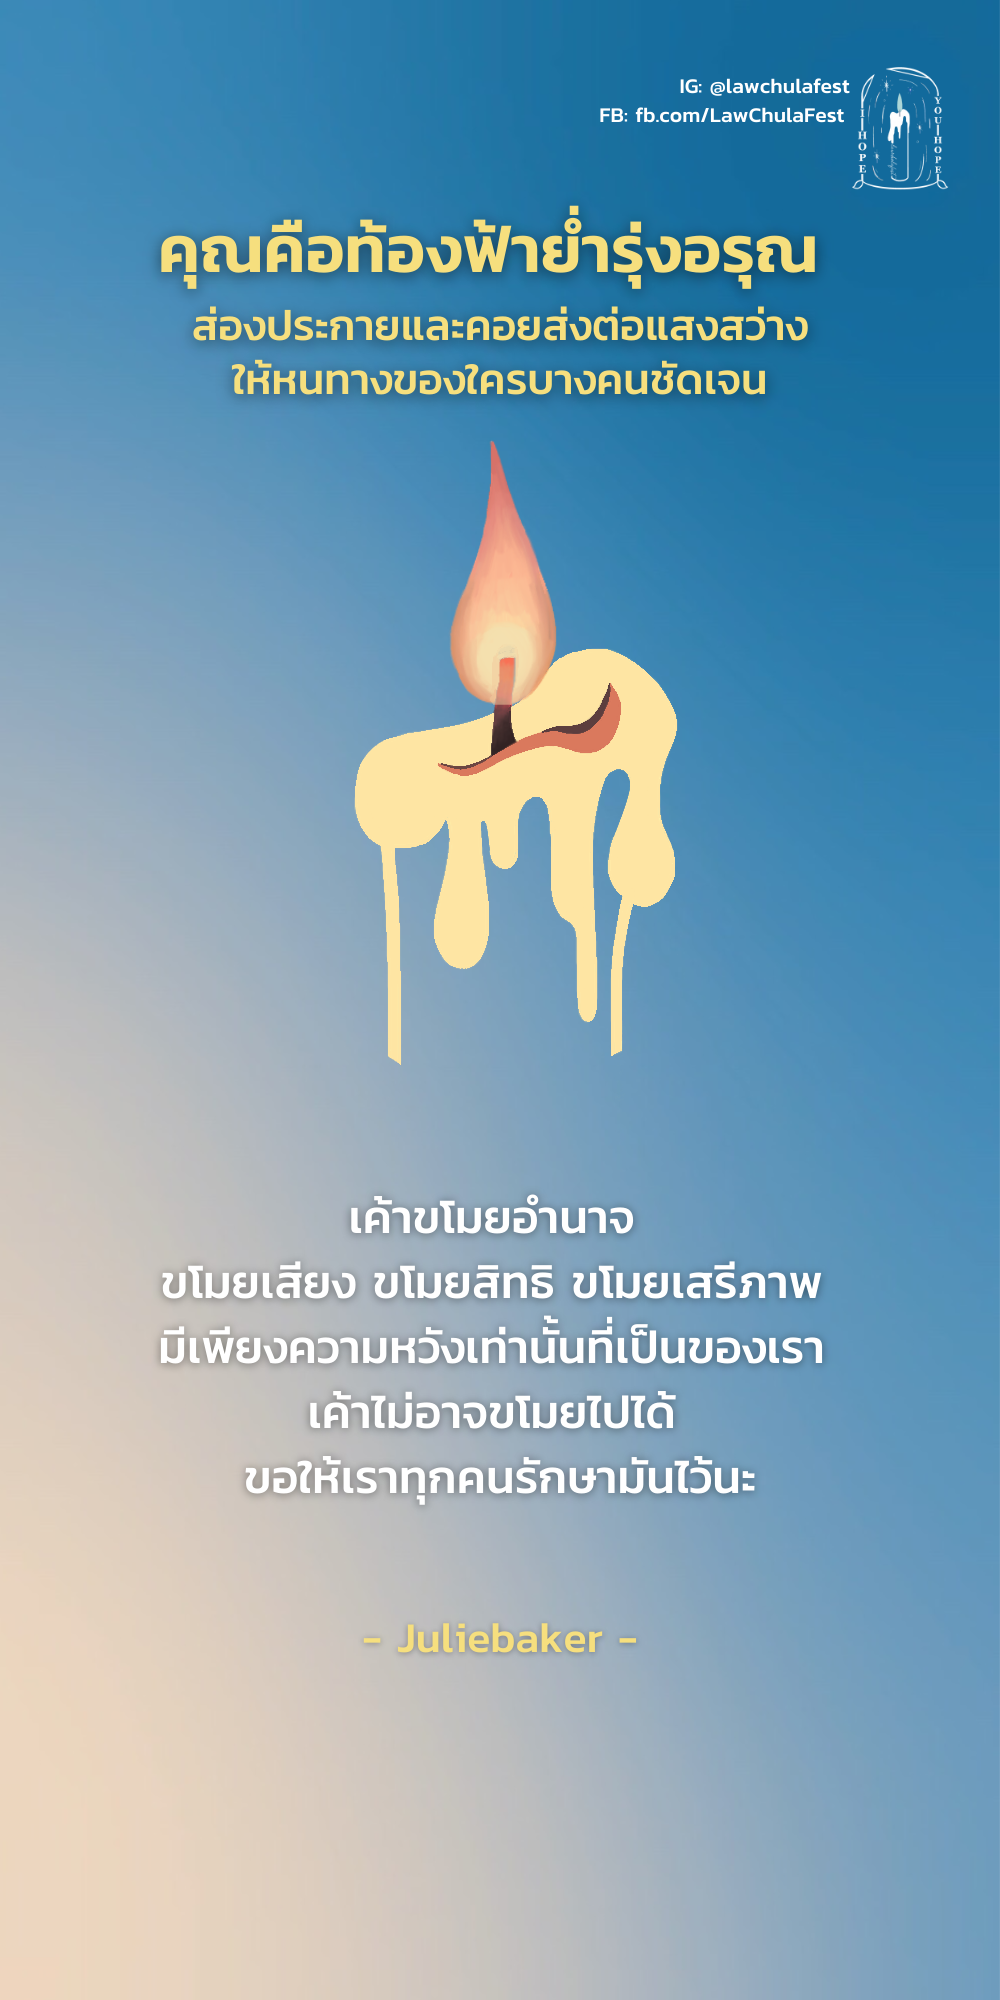 IG: @lawchulafest
FB: fb.com/LawChulaFest
I HOPE
YOU HOPE
คุณคือท้องฟ้าย่ำรุ่งอรุณ
ส่องประกายและคอยส่งต่อแสงสว่าง
ให้หนทางของใครบางคนชัดเจน
เค้าขโมยอำนาจ
ขโมยเสียง ขโมยสิทธิ ขโมยเสรีภาพ
มีเพียงความหวังเท่านั้นที่เป็นของเรา
เค้าไม่อาจขโมยไปได้
ขอให้เราทุกคนรักษามันไว้นะ
- Juliebaker -